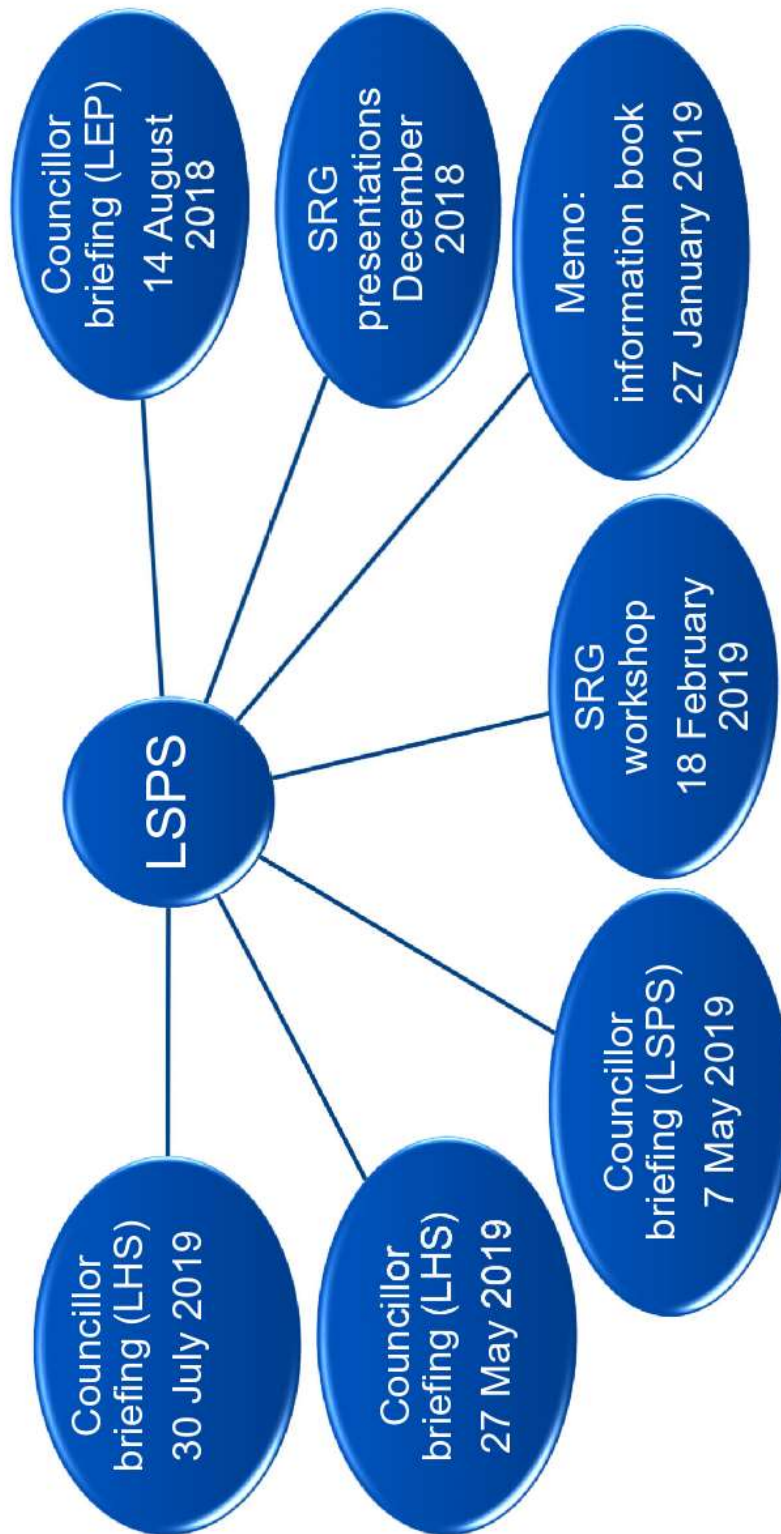 LSPS
Councillor
briefing (LEP)
14 August
2018
SRG
presentations
December
2018
Memo:
information book
27 January 2019
SRG
workshop
18 February
2019
Councillor
briefing (LSPS)
7 May 2019
Councillor
briefing (LHS)
27 May 2019
Councillor
briefing (LHS)
30 July 2019